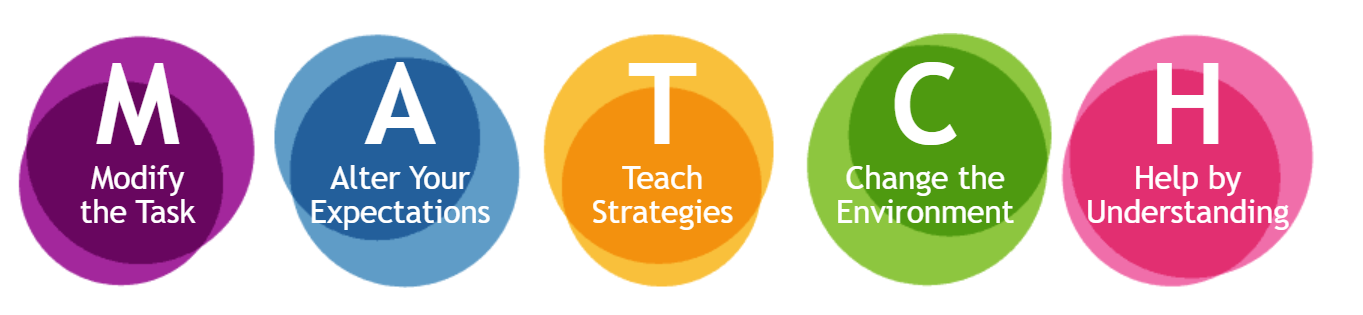 M
Modify
the Task
A
Alter Your
Expectations
T
Teach
Strategies
C
Change the
Environment
H
Help by
Understanding